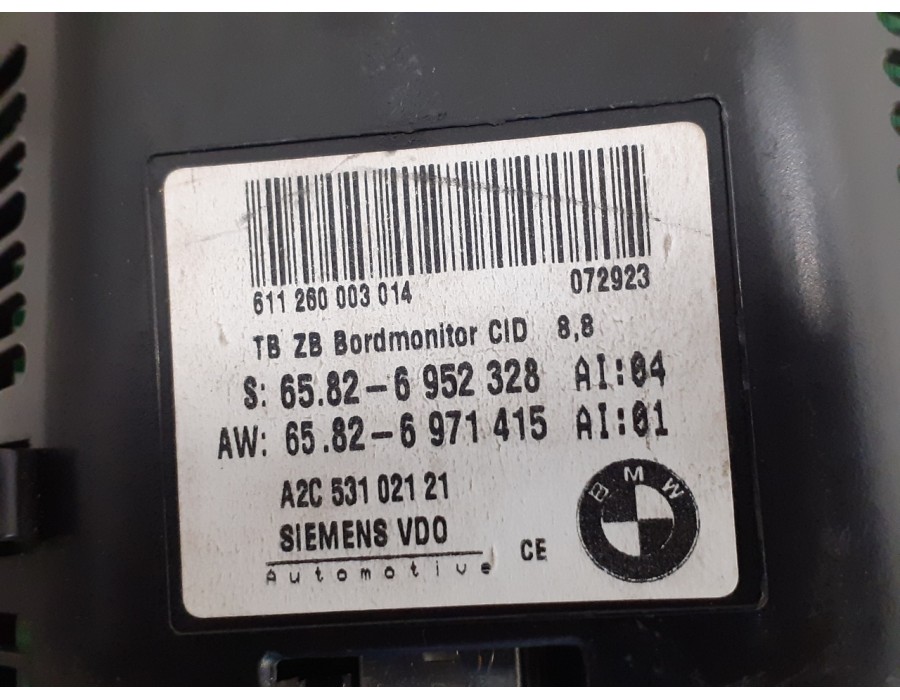 611 260 003 014 072923
TB ZB Bordmonitor CID 8,8
S: 65.82-6 952 328 AI:04
AW: 65.82-6 971 415 AI:01
A2C 531 021 21
SIEMENS VDO
Automotive
CE
BMW